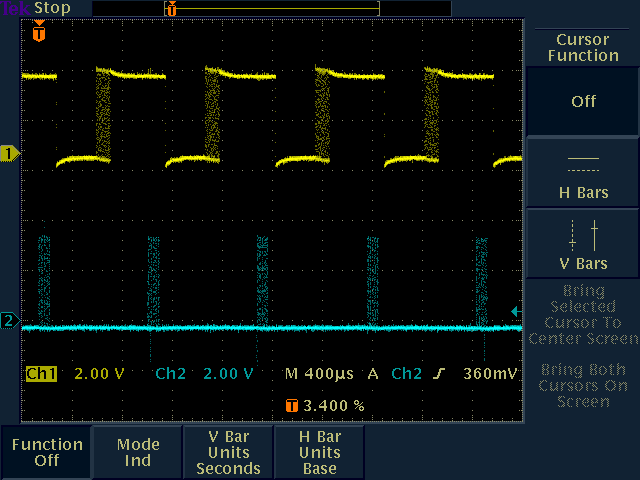 Tek Stop
T
T
Cursor
Function
Off
1
H Bars
V Bars
2
Bring
Selected
Cursor To
Center Screen
Bring Both
Cursors On
Screen
Ch1 2.00 V Ch2 2.00 V M 400µs A Ch2 360mV
T 3.400 %
Function
Off
Mode
Ind
V Bar
Units
Seconds
H Bar
Units
Base